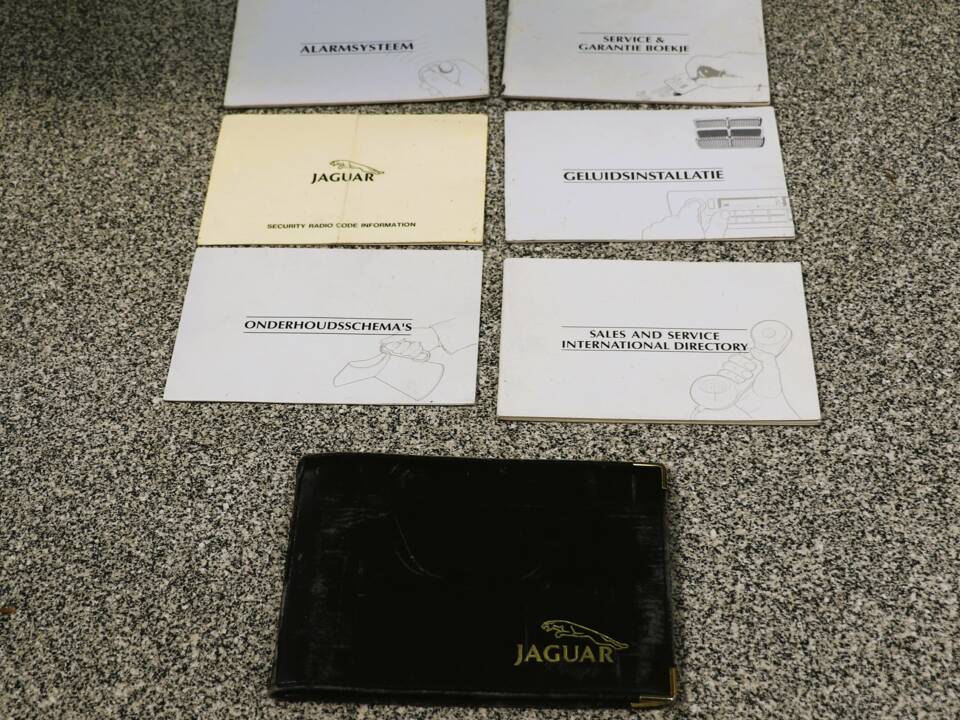 ALARMSYSTEEM
SERVICE &
GARANTIE BOEKJE
JAGUAR
SECURITY RADIO CODE INFORMATION
GELUIDSINSTALLATIE
ONDERHOUDSSCHEMA'S
SALES AND SERVICE
INTERNATIONAL DIRECTORY
JAGUAR